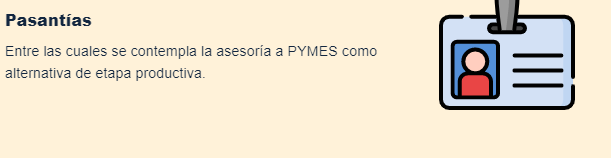 Pasantías
Entre las cuales se contempla la asesoría a PYMES como
alternativa de etapa productiva.